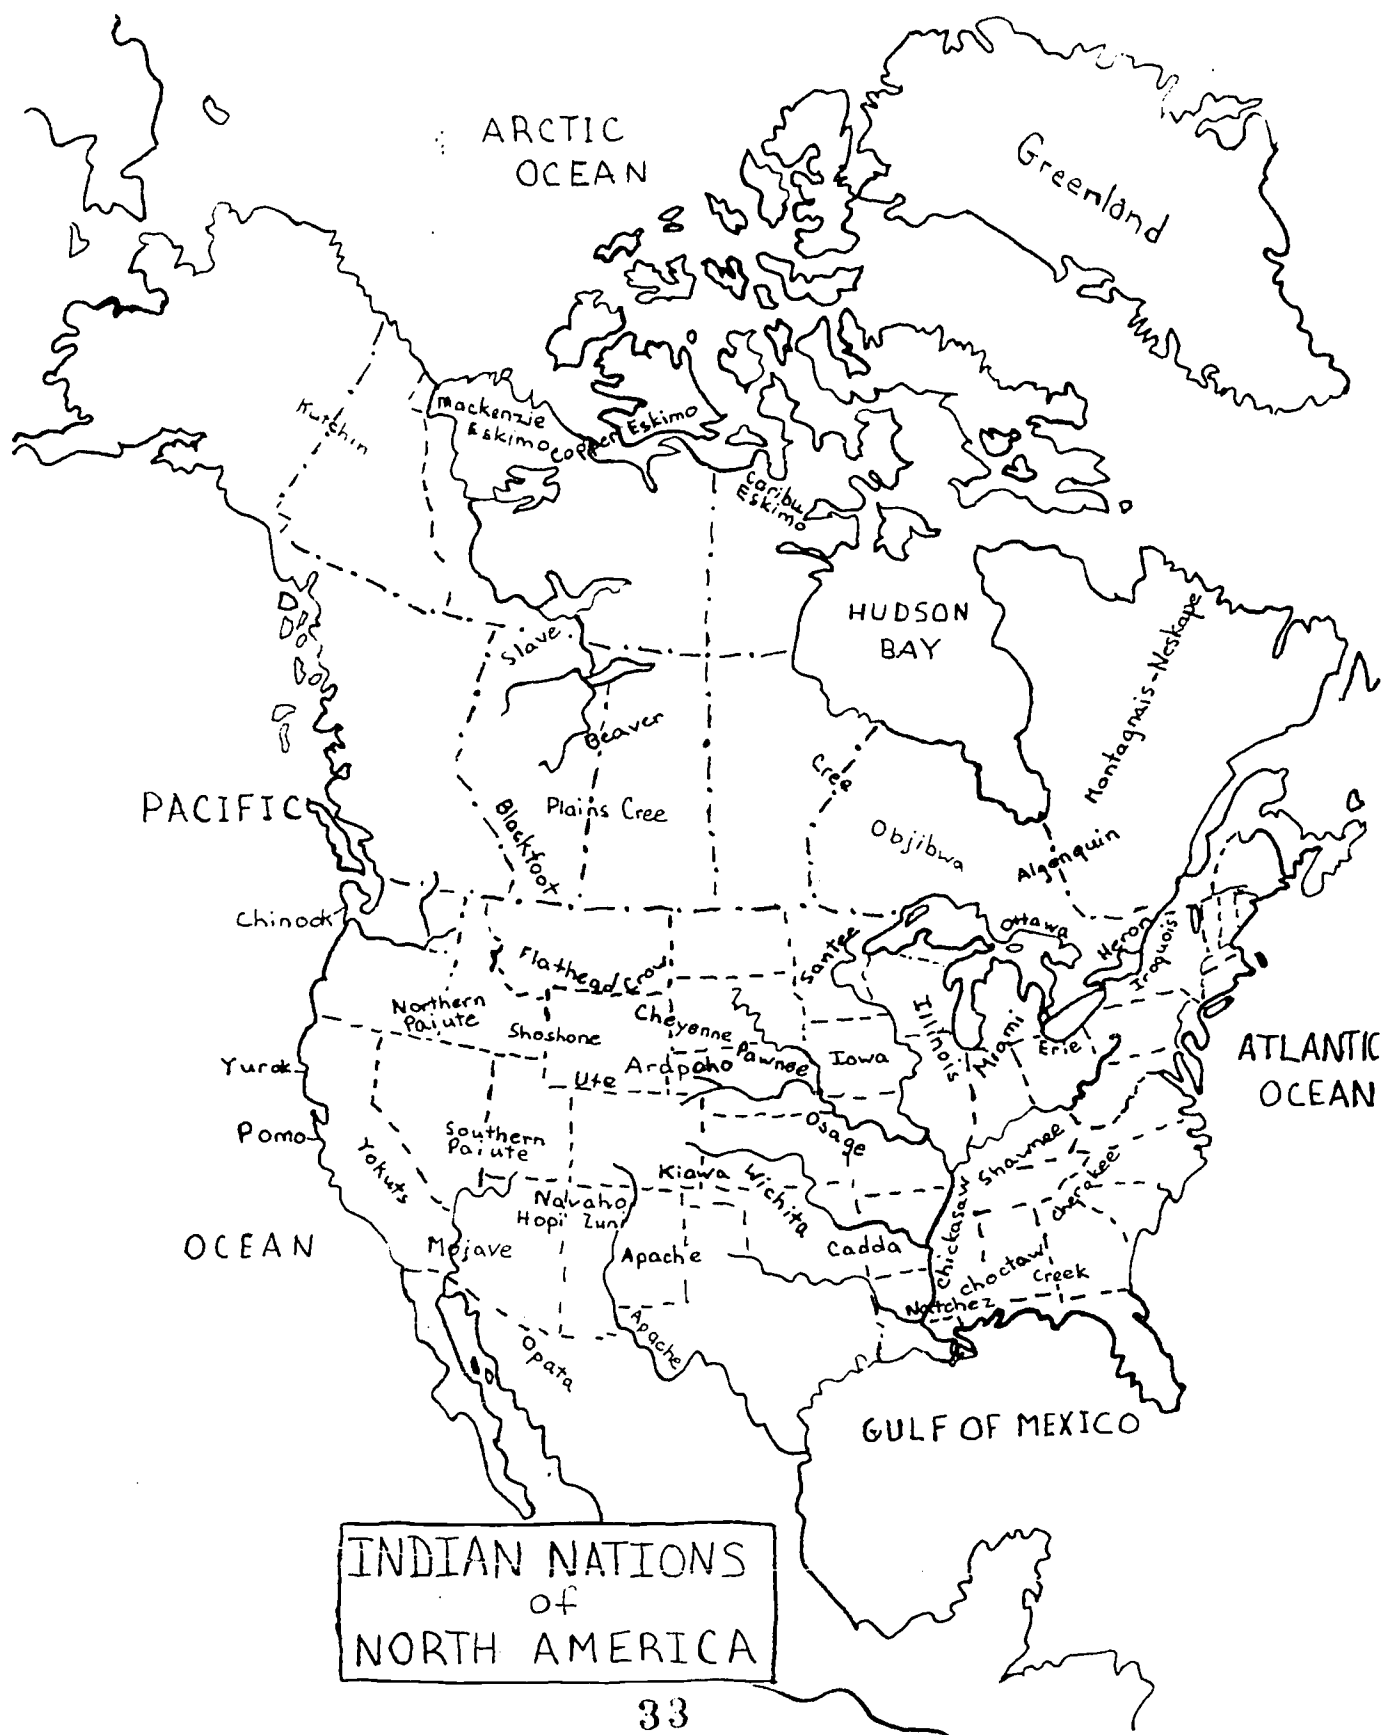 ARCTIC
OCEAN
Greenland
Kutchin
Mackenzie
Eskimo
Copper Eskimo
Caribu
Eskimo
HUDSON
BAY
Slave
Montagnais-Neskape
Beaver
Cree
PACIFIC
Plains Cree
Blackfoot
Objibwa
Algonquin
Chinook
Ottawa
Heron
Iroquois
Santee
Flathead
Crow
Northern
Paiute
Shoshone
Cheyenne
Illinois
Miami
Erie
ATLANTIC
OCEAN
Yurok
Ute
Arapaho
Pawnee
Iowa
Pomo
Yokuts
Southern
Paiute
Osage
Shawnee
Kiawa
Wichita
Cherakee
Navaho
Hopi Zuni
Chickasaw
OCEAN
Mojave
Apache
Cadda
Choctaw
Creek
Natchez
Apache
Opata
GULF OF MEXICO
INDIAN NATIONS
of
NORTH AMERICA
33